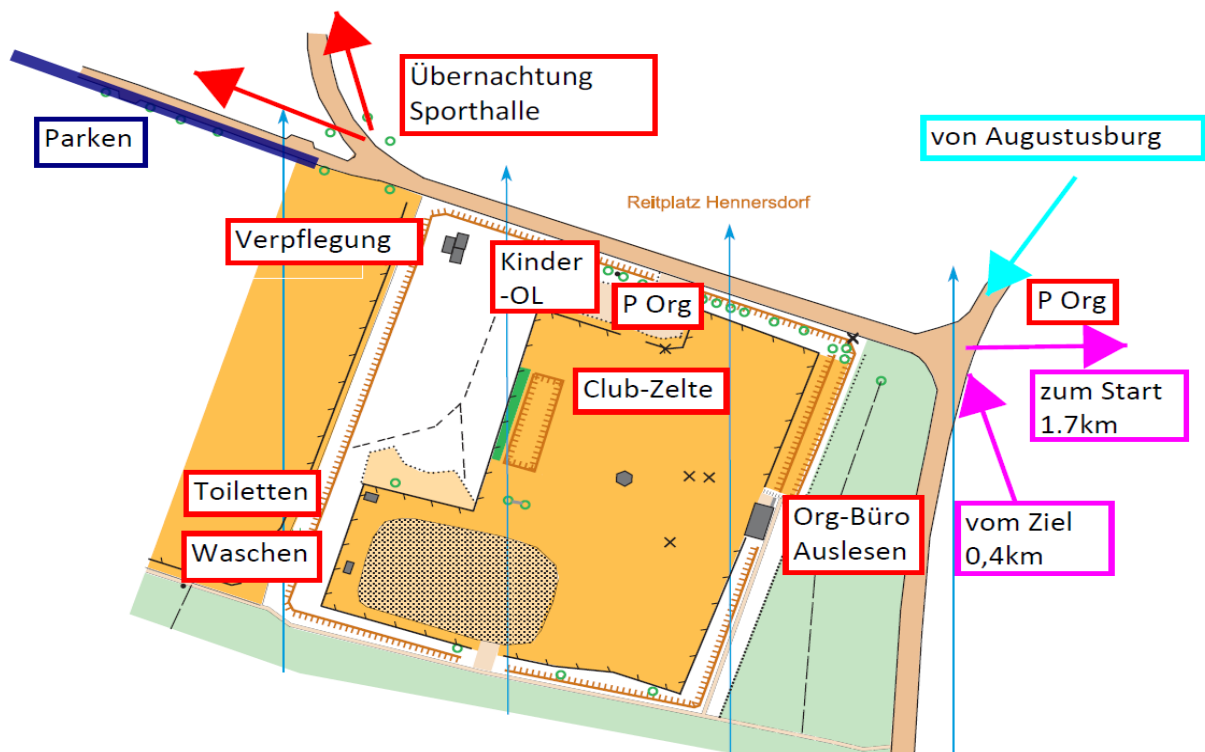 Übernachtung
Sporthalle
Parken
von Augustusburg
Reitplatz Hennersdorf
Verpflegung
Kinder
-OL
P Org
P Org
Club-Zelte
zum Start
1.7km
Toiletten
Waschen
Org-Büro
Auslesen
vom Ziel
0,4km